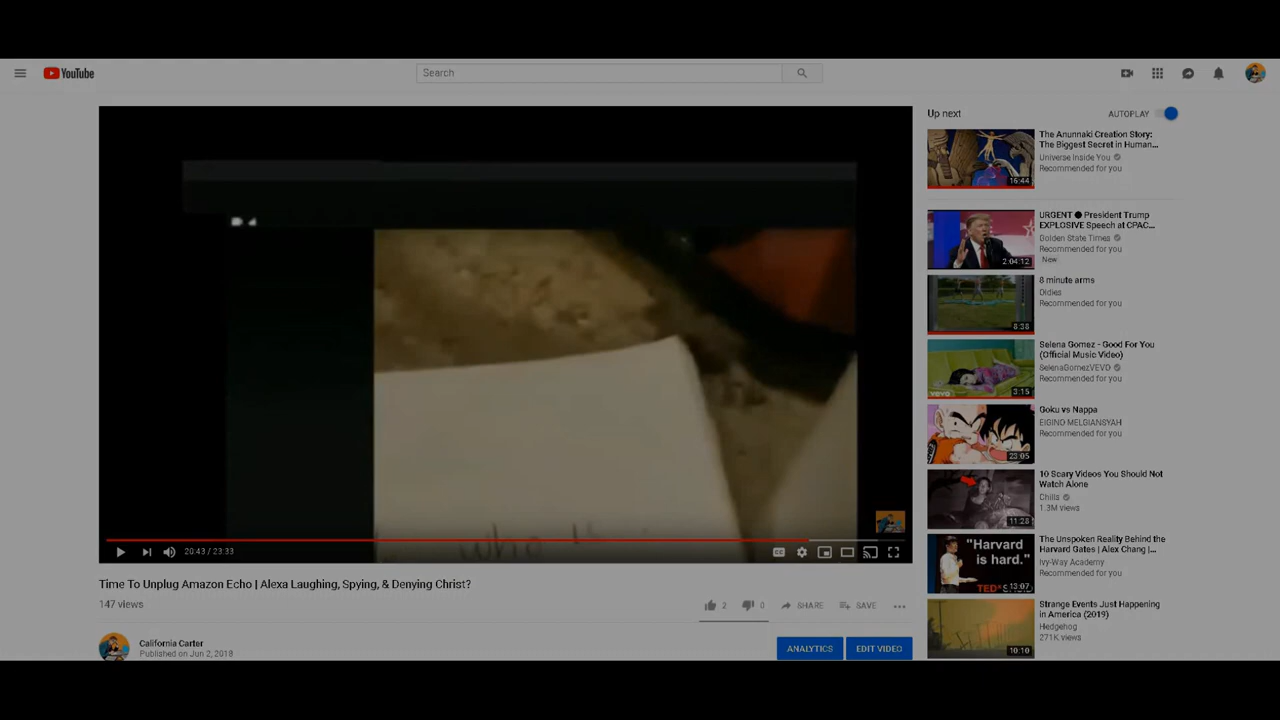 YouTube
Search
Up next
AUTOPLAY
The Anunnaki Creation Story:
The Biggest Secret in Human...
Universe Inside You
Recommended for you
16:44
URGENT ● President Trump
EXPLOSIVE Speech at CPAC...
Golden State Times
Recommended for you
New
2:04:12
8 minute arms
Oldies
Recommended for you
8:38
Selena Gomez - Good For You
(Official Music Video)
SelenaGomezVEVO
Recommended for you
vevo
3:15
Goku vs Nappa
EIGINO MELGIANSYAH
Recommended for you
23:05
10 Scary Videos You Should Not
Watch Alone
Chills
1.3M views
11:28
The Unspoken Reality Behind the
Harvard Gates | Alex Chang |...
Ivy-Way Academy
Recommended for you
"Harvard
is hard."
13:07
Strange Events Just Happening
in America (2019)
Hedgehog
271K views
10:10
who
20:43 / 23:33
Time To Unplug Amazon Echo | Alexa Laughing, Spying, & Denying Christ?
147 views
2
0
SHARE
SAVE
California Carter
Published on Jun 2, 2018
ANALYTICS
EDIT VIDEO